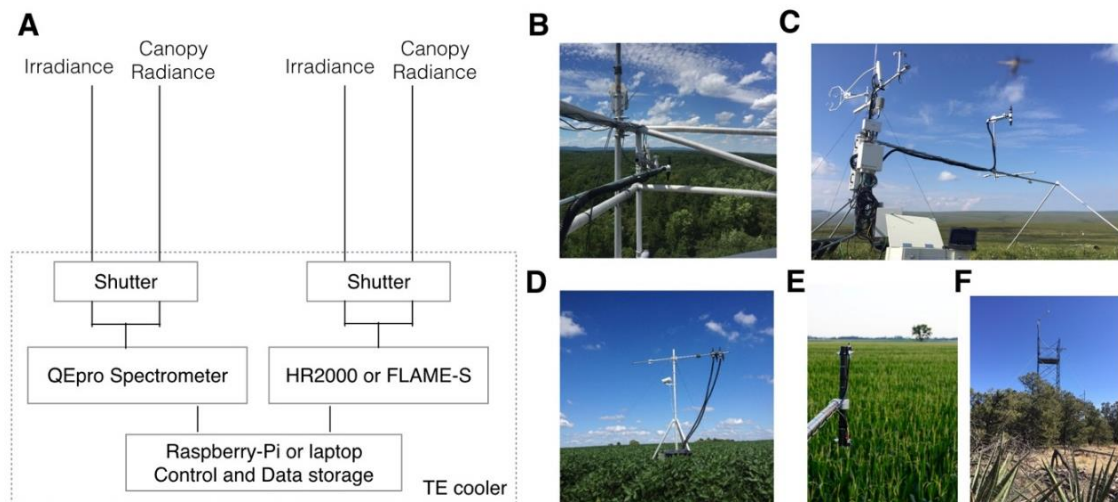 A
Irradiance
Canopy
Radiance
Irradiance
Canopy
Radiance
Shutter
Shutter
QEpro Spectrometer
HR2000 or FLAME-S
Raspberry-Pi or laptop
Control and Data storage
TE cooler
B
C
D
E
F